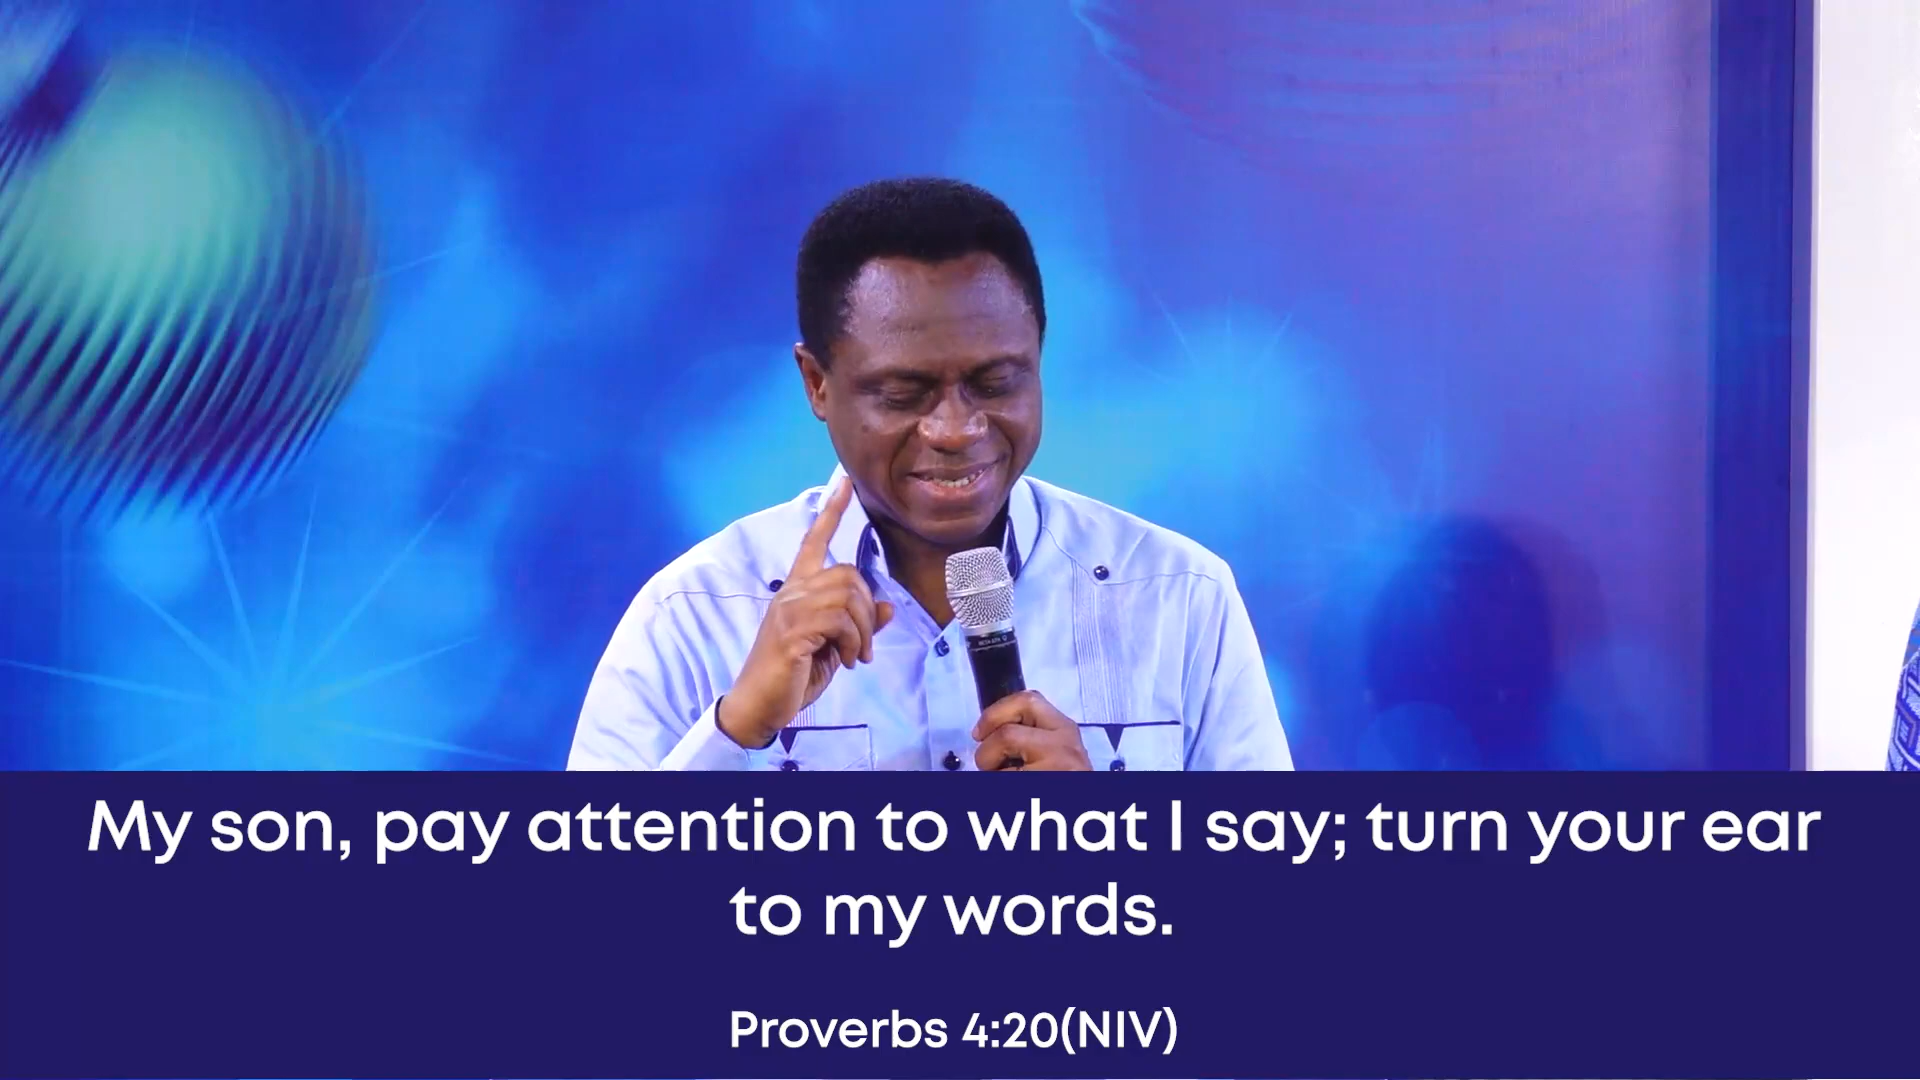 My son, pay attention to what I say; turn your ear
to my words.
Proverbs 4:20(NIV)